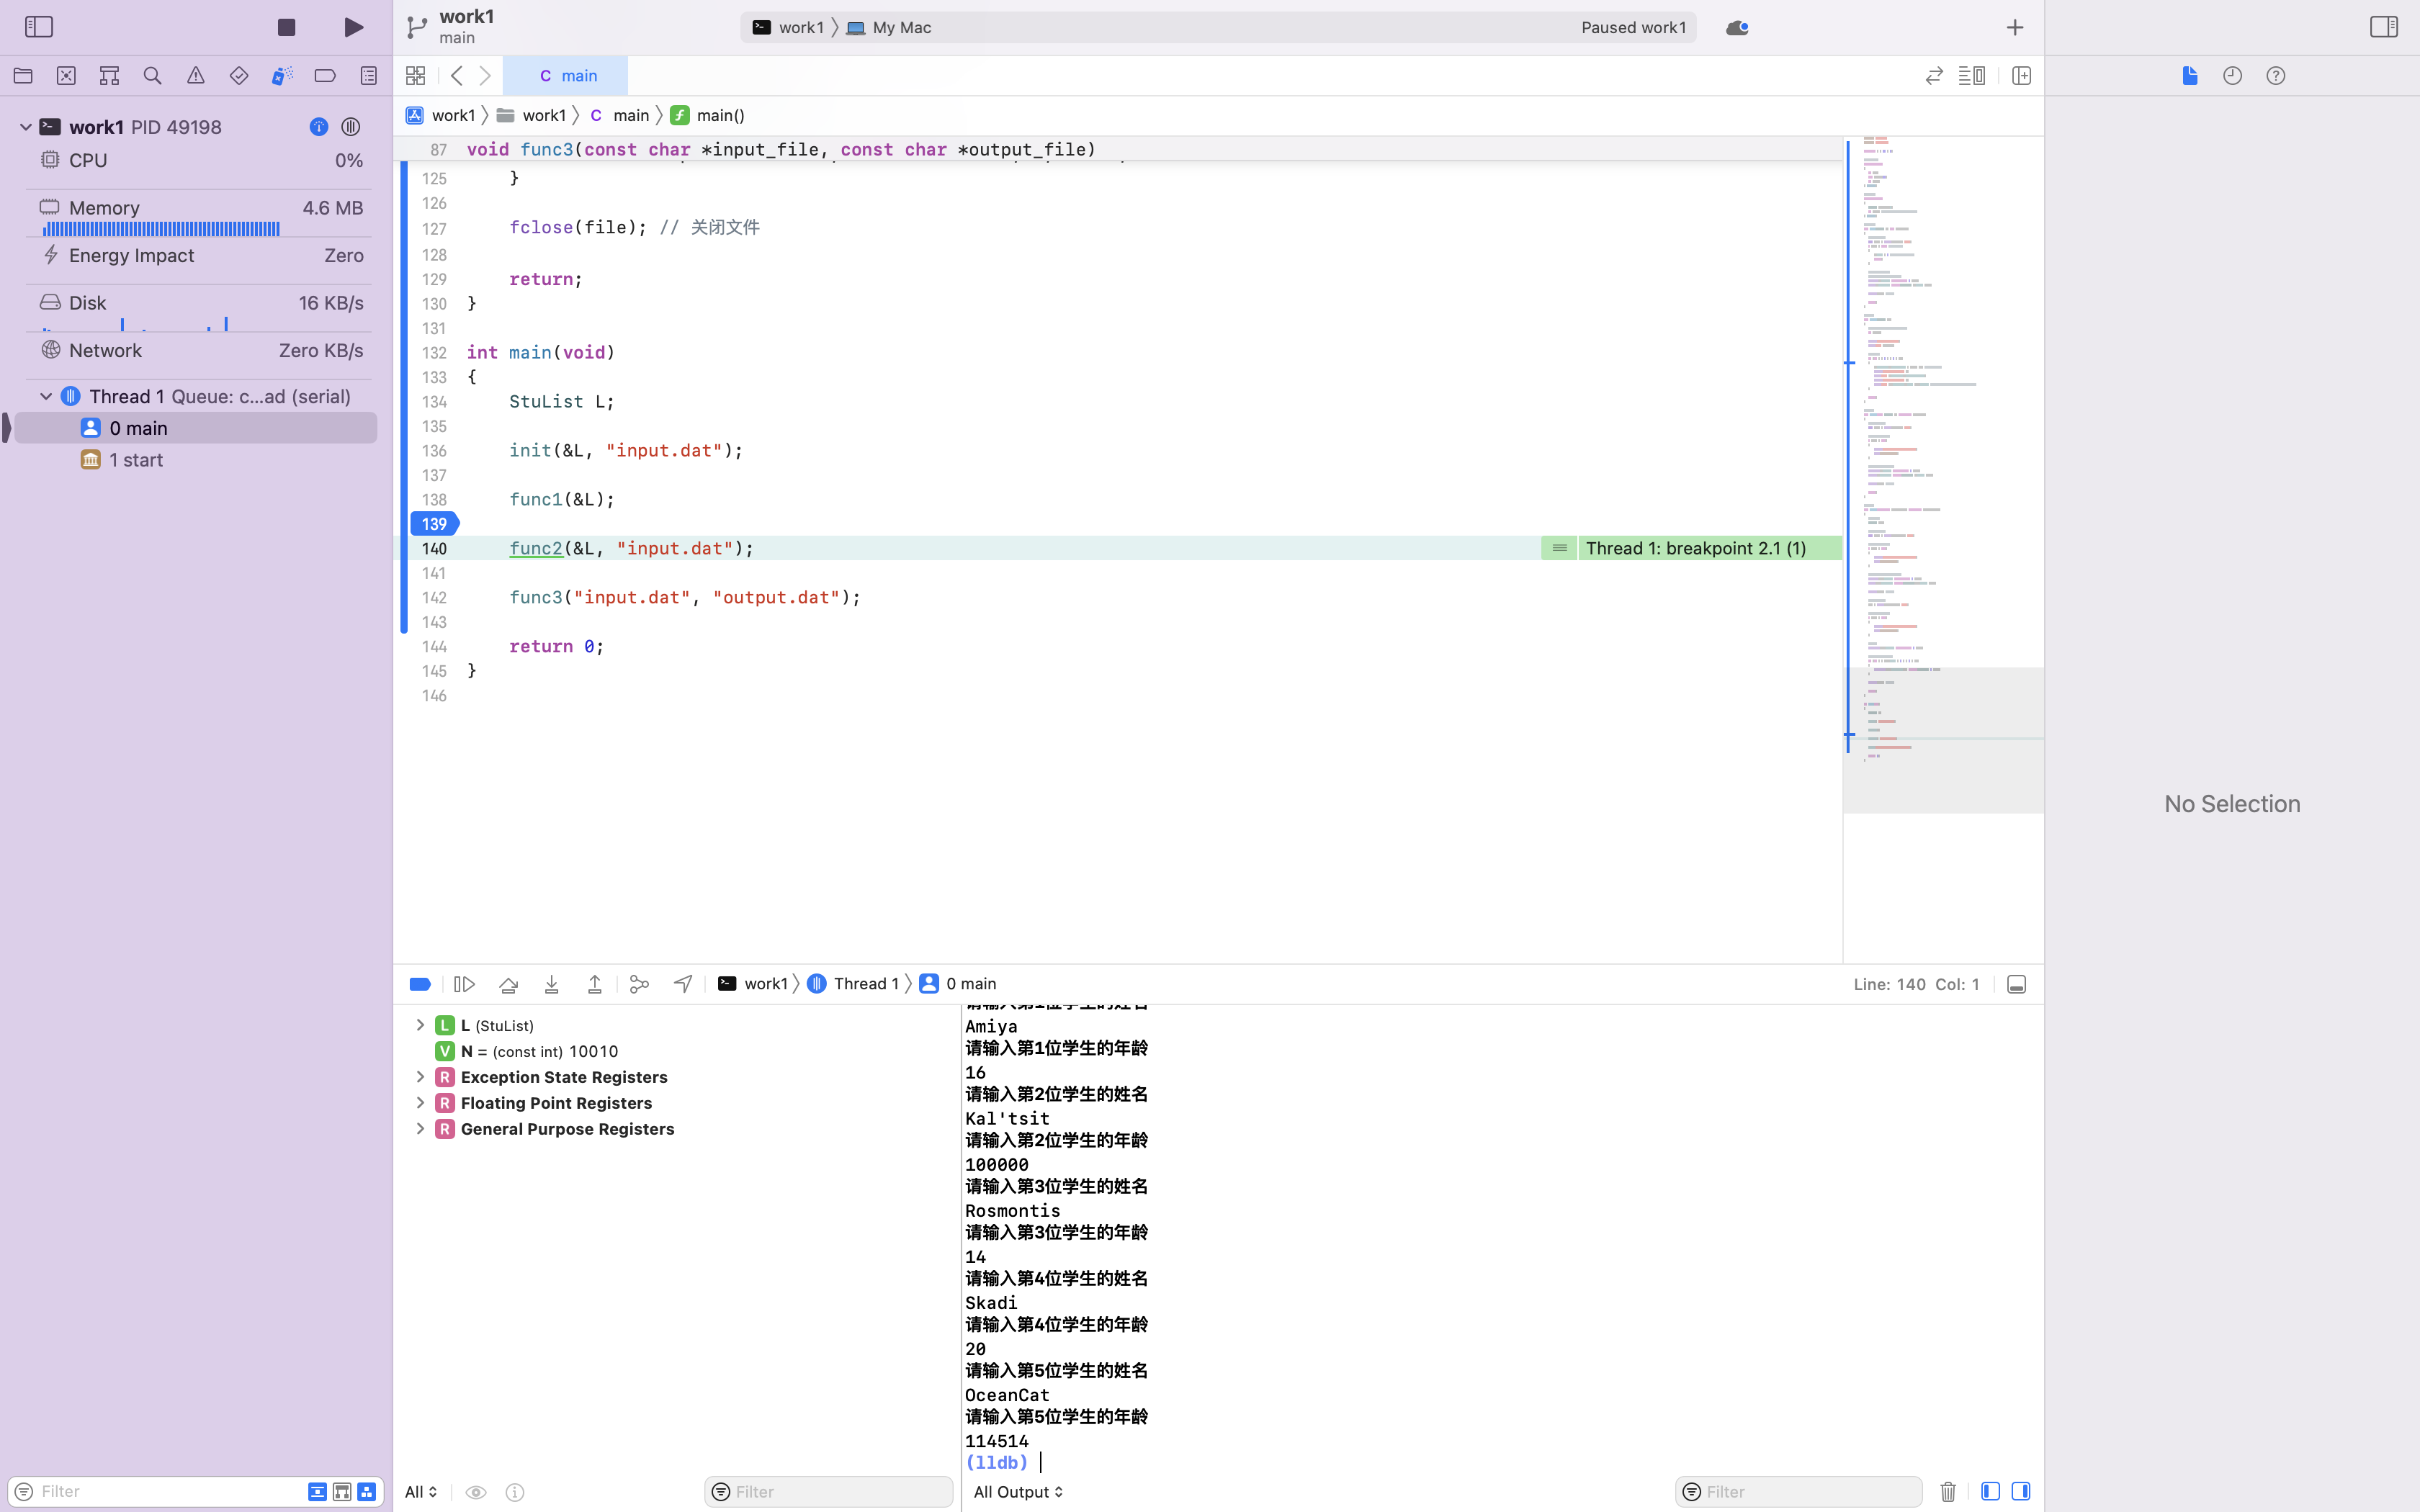 work1
main
work1 〉 My Mac
Paused work1
C main
work1 〉 work1 〉 C main 〉 main()
work1 PID 49198
CPU 0%
Memory 4.6 MB
Energy Impact Zero
Disk 16 KB/s
Network Zero KB/s
Thread 1 Queue: c...ad (serial)
0 main
1 start
Filter
87 void func3(const char *input_file, const char *output_file)
125 }
126
127 fclose(file); // 关闭文件
128
129 return;
130 }
131
132 int main(void)
133 {
134 StuList L;
135
136 init(&L, "input.dat");
137
138 func1(&L);
139
140 func2(&L, "input.dat"); Thread 1: breakpoint 2.1 (1)
141
142 func3("input.dat", "output.dat");
143
144 return 0;
145 }
146
No Selection
work1 〉 Thread 1 〉 0 main
Line: 140 Col: 1
L L (StuList)
V N = (const int) 10010
R Exception State Registers
R Floating Point Registers
R General Purpose Registers
All
Filter
请输入第1位学生的姓名
Amiya
请输入第1位学生的年龄
16
请输入第2位学生的姓名
Kal'tsit
请输入第2位学生的年龄
100000
请输入第3位学生的姓名
Rosmontis
请输入第3位学生的年龄
14
请输入第4位学生的姓名
Skadi
请输入第4位学生的年龄
20
请输入第5位学生的姓名
OceanCat
请输入第5位学生的年龄
114514
(lldb)
All Output
Filter